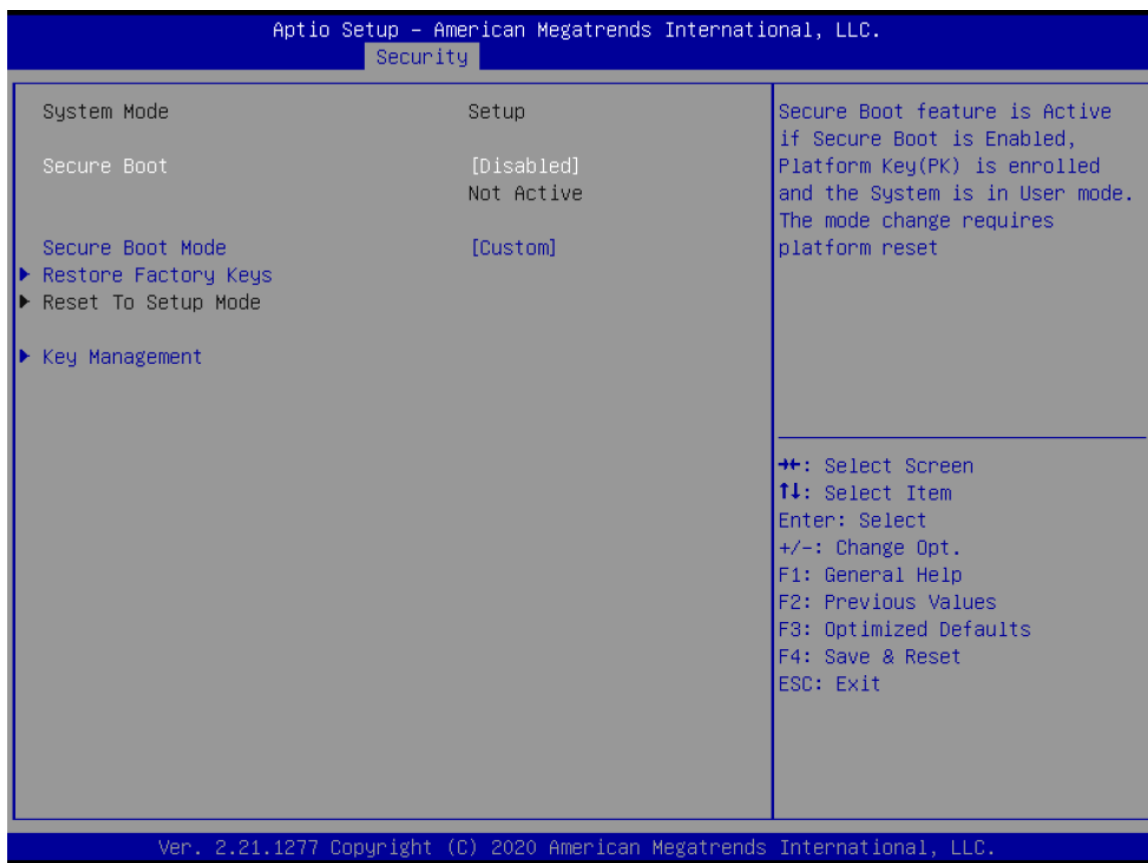 Aptio Setup – American Megatrends International, LLC.
Security
System Mode Setup
Secure Boot [Disabled]
Not Active
Secure Boot Mode [Custom]
Restore Factory Keys
Reset To Setup Mode
Key Management
Secure Boot feature is Active
if Secure Boot is Enabled,
Platform Key(PK) is enrolled
and the System is in User mode.
The mode change requires
platform reset
→←: Select Screen
↑↓: Select Item
Enter: Select
+/-: Change Opt.
F1: General Help
F2: Previous Values
F3: Optimized Defaults
F4: Save & Reset
ESC: Exit
Ver. 2.21.1277 Copyright (C) 2020 American Megatrends International, LLC.